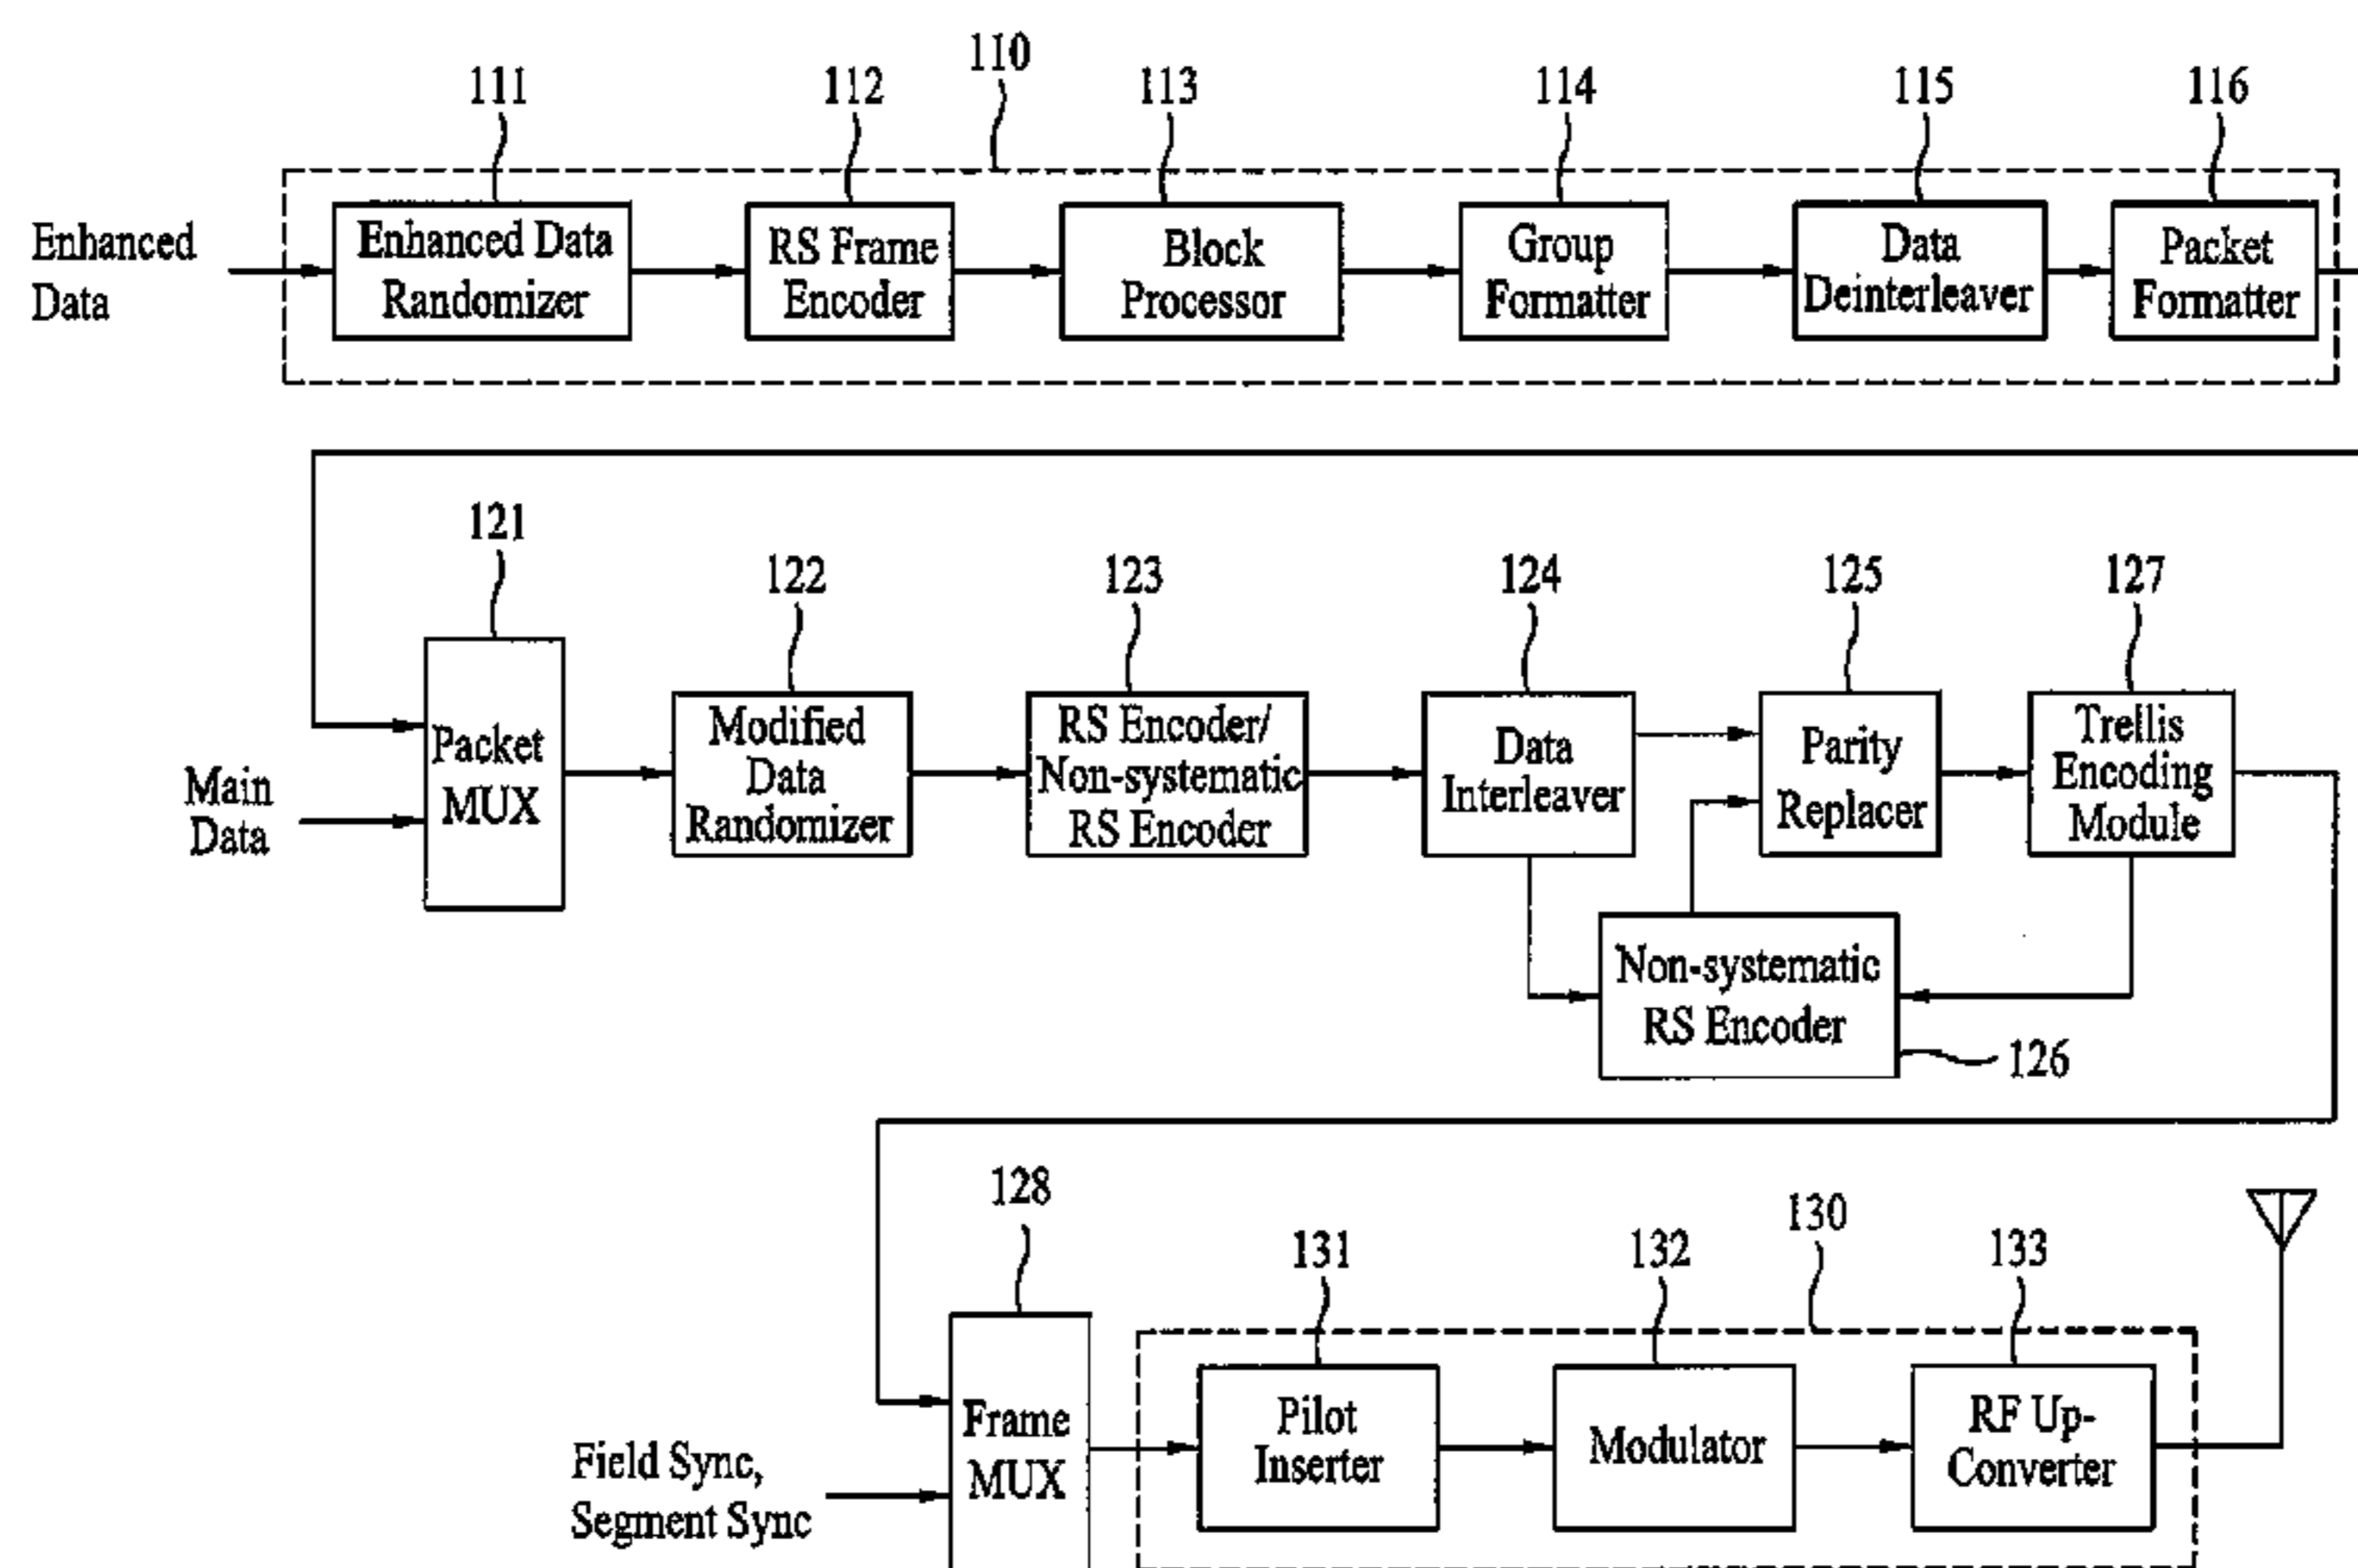 110
111
112
113
114
115
116
Enhanced
Data
Enhanced Data
Randomizer
RS Frame
Encoder
Block
Processor
Group
Formatter
Data
Deinterleaver
Packet
Formatter
121
122
123
124
125
127
Main
Data
Packet
MUX
Modified
Data
Randomizer
RS Encoder/
Non-systematic
RS Encoder
Data
Interleaver
Parity
Replacer
Trellis
Encoding
Module
Non-systematic
RS Encoder
126
128
131
132
130
133
Field Sync,
Segment Sync
Frame
MUX
Pilot
Inserter
Modulator
RF Up-
Converter